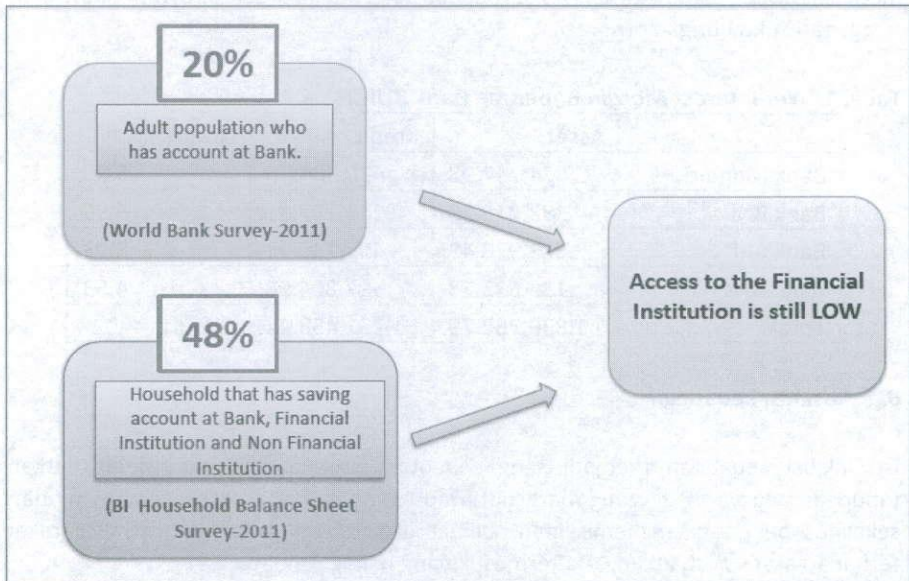 20%
Adult population who
has account at Bank.
(World Bank Survey-2011)
48%
Household that has saving
account at Bank, Financial
Institution and Non Financial
Institution
(BI Household Balance Sheet
Survey-2011)
Access to the Financial
Institution is still LOW